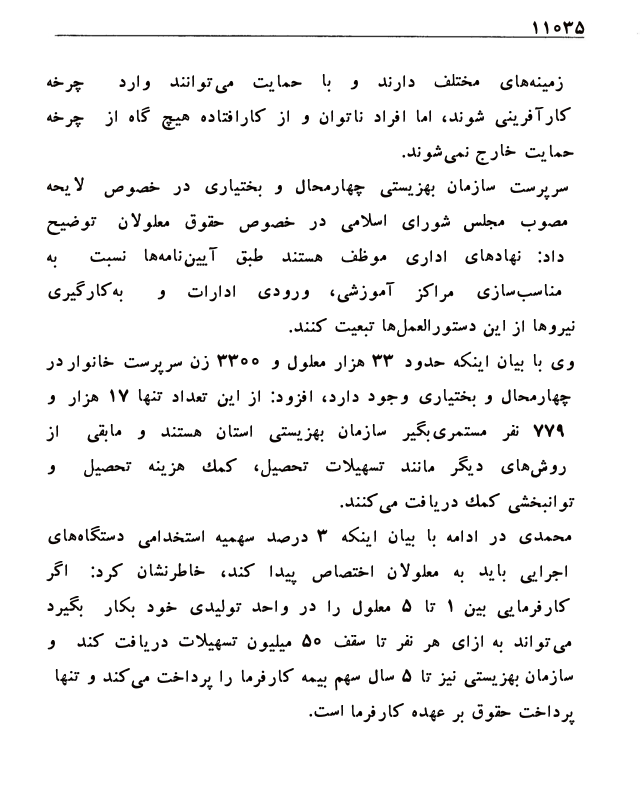 ۱۱۰۳۵
زمینه‌های مختلف دارند و با حمایت می‌توانند وارد چرخه
کارآفرینی شوند، اما افراد ناتوان و از کارافتاده هیچ گاه از چرخه
حمایت خارج نمی‌شوند.
سرپرست سازمان بهزیستی چهارمحال و بختیاری در خصوص لایحه
مصوب مجلس شورای اسلامی در خصوص حقوق معلولان توضیح
داد: نهادهای اداری موظف هستند طبق آیین‌نامه‌ها نسبت به
مناسب‌سازی مراکز آموزشی، ورودی ادارات و به‌کارگیری
نیروها از این دستورالعمل‌ها تبعیت کنند.
وی با بیان اینکه حدود ۳۳ هزار معلول و ۳۳۰۰ زن سرپرست خانوار در
چهارمحال و بختیاری وجود دارد، افزود: از این تعداد تنها ۱۷ هزار و
۷۷۹ نفر مستمری‌بگیر سازمان بهزیستی استان هستند و مابقی از
روش‌های دیگر مانند تسهیلات تحصیل، کمک هزینه تحصیل و
توانبخشی کمک دریافت می‌کنند.
محمدی در ادامه با بیان اینکه ۳ درصد سهمیه استخدامی دستگاه‌های
اجرایی باید به معلولان اختصاص پیدا کند، خاطرنشان کرد: اگر
کارفرمایی بین ۱ تا ۵ معلول را در واحد تولیدی خود بکار بگیرد
می‌تواند به ازای هر نفر تا سقف ۵۰ میلیون تسهیلات دریافت کند و
سازمان بهزیستی نیز تا ۵ سال سهم بیمه کارفرما را پرداخت می‌کند و تنها
پرداخت حقوق بر عهده کارفرما است.